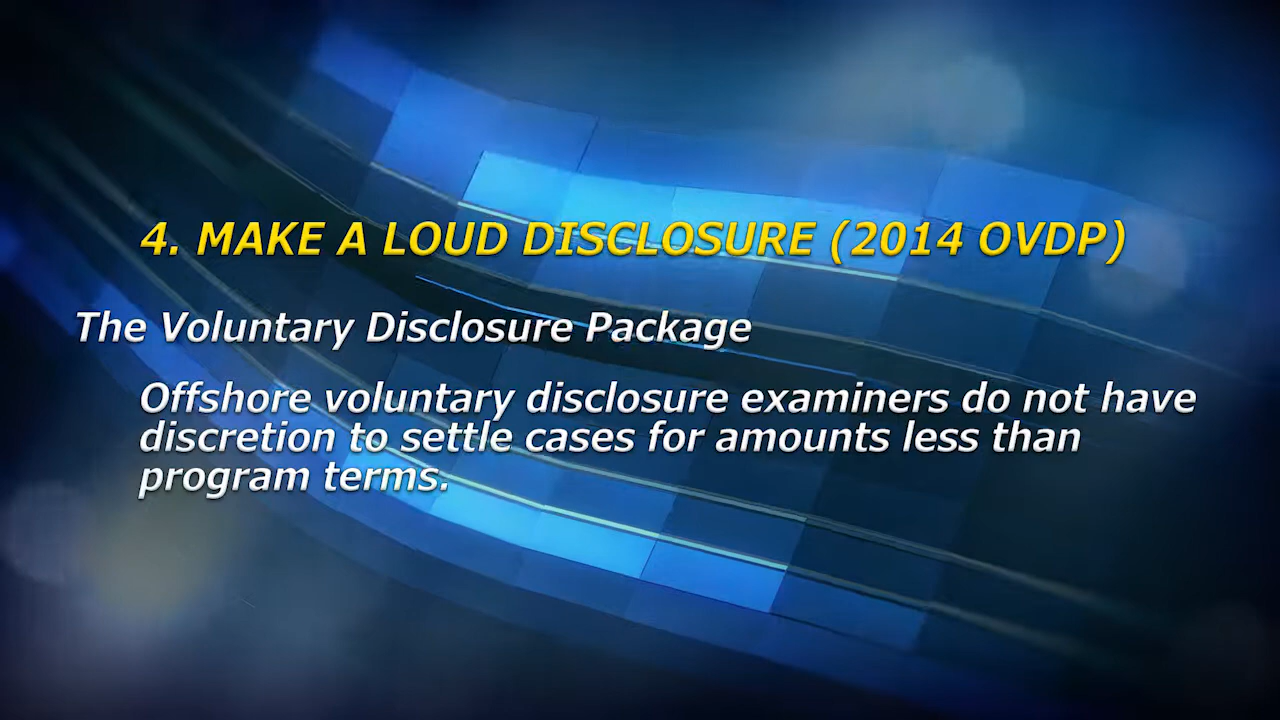 4. MAKE A LOUD DISCLOSURE (2014 OVDP)
The Voluntary Disclosure Package
Offshore voluntary disclosure examiners do not have
discretion to settle cases for amounts less than
program terms.